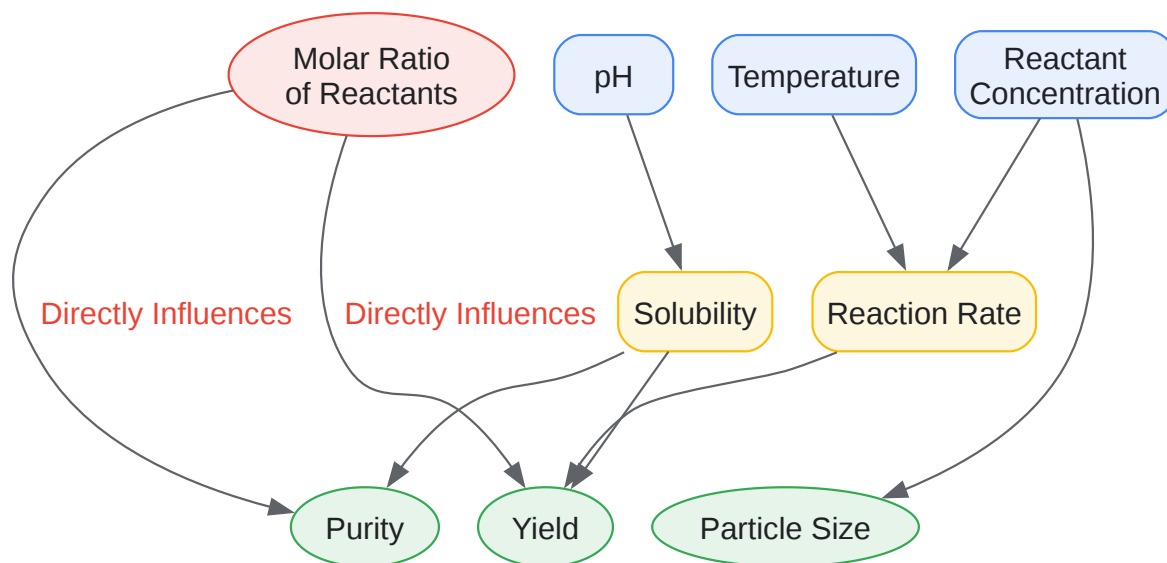 Molar Ratio
of Reactants
pH
Temperature
Reactant
Concentration
Directly Influences
Directly Influences
Solubility
Reaction Rate
Purity
Yield
Particle Size